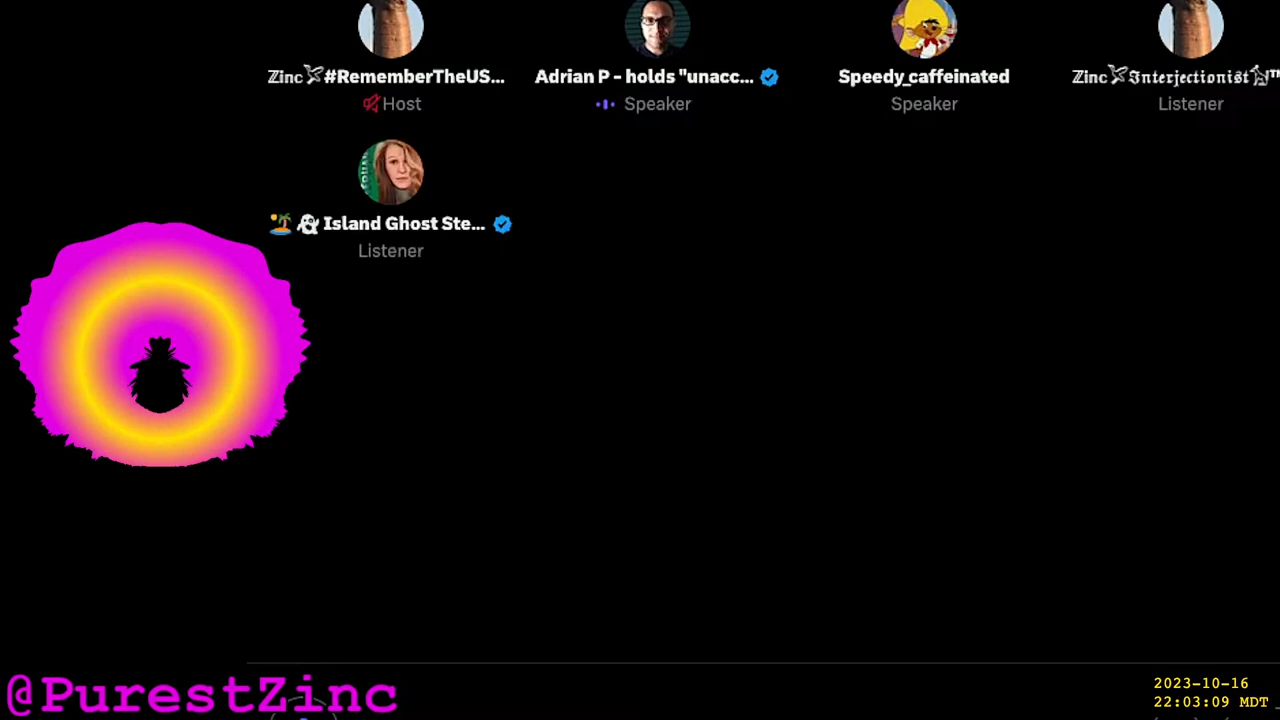 ℤinc🕊#RememberTheUS...
Adrian P - holds "unacc...
Speedy_caffeinated
ℤinc🕊𝕴𝖓𝖙𝖊𝖗𝖏𝖊𝖈𝖙𝖎𝖔𝖓𝖎𝖘𝖙
Host
Speaker
Speaker
Listener
🏝️👻 Island Ghost Ste...
Listener
@PurestZinc
2023-10-16
22:03:09 MDT